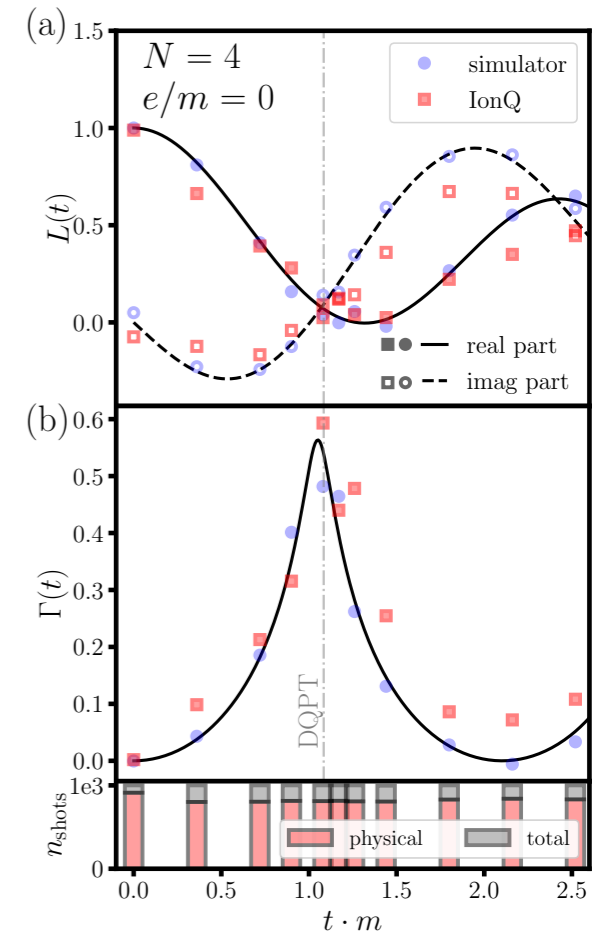 (a)
1.5
1.0
0.5
0.0
L(t)
N = 4
e/m = 0
simulator
IonQ
real part
imag part
(b)
0.6
0.5
0.4
0.3
0.2
0.1
0.0
Γ(t)
DQPT
1e3
0
n_shots
physical
total
0.0 0.5 1.0 1.5 2.0 2.5
t · m